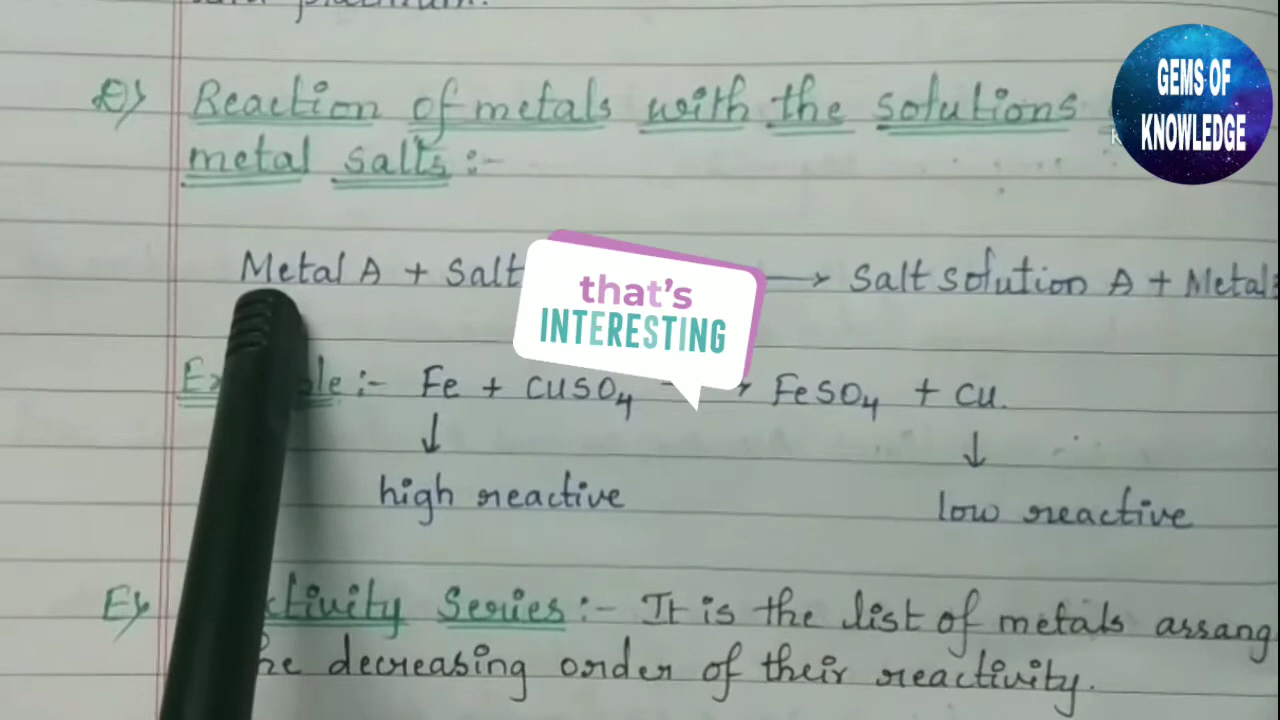 D) Reaction of metals with the solutions
metal salts :-
Metal A + Salt → Salt solution A + Metal
that's
INTERESTING
:- Fe + CuSO4 → FeSO4 + Cu.
↓ ↓
high reactive low reactive
E) Series :- It is the list of metals
decreasing order of their reactivity.
GEMS OF
KNOWLEDGE